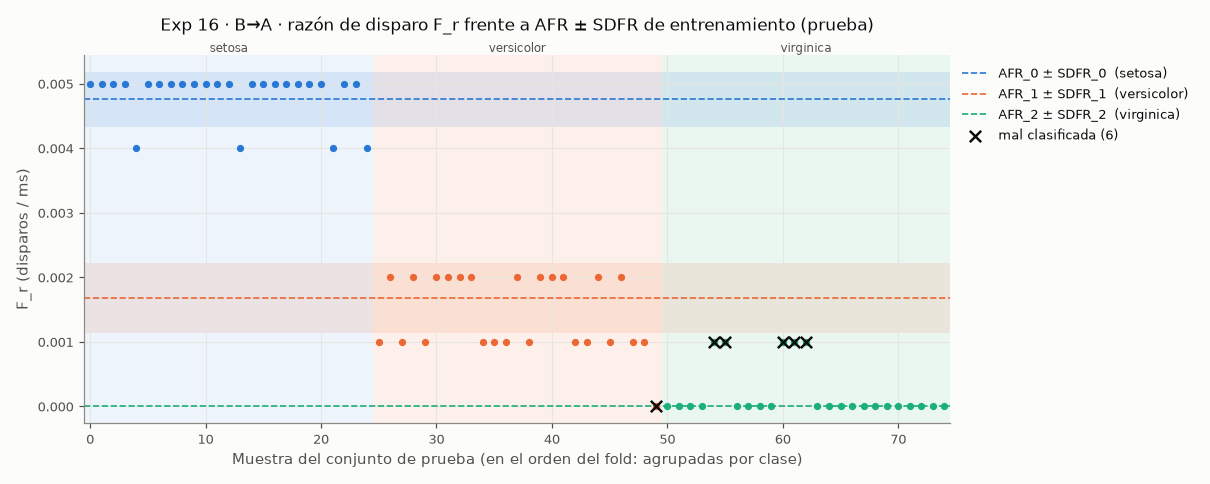 Exp 16 · B→A · razón de disparo F_r frente a AFR ± SDFR de entrenamiento (prueba)
setosa
versicolor
virginica
AFR_0 ± SDFR_0 (setosa)
AFR_1 ± SDFR_1 (versicolor)
AFR_2 ± SDFR_2 (virginica)
mal clasificada (6)
F_r (disparos / ms)
0.005
0.004
0.003
0.002
0.001
0.000
0
10
20
30
40
50
60
70
Muestra del conjunto de prueba (en el orden del fold: agrupadas por clase)